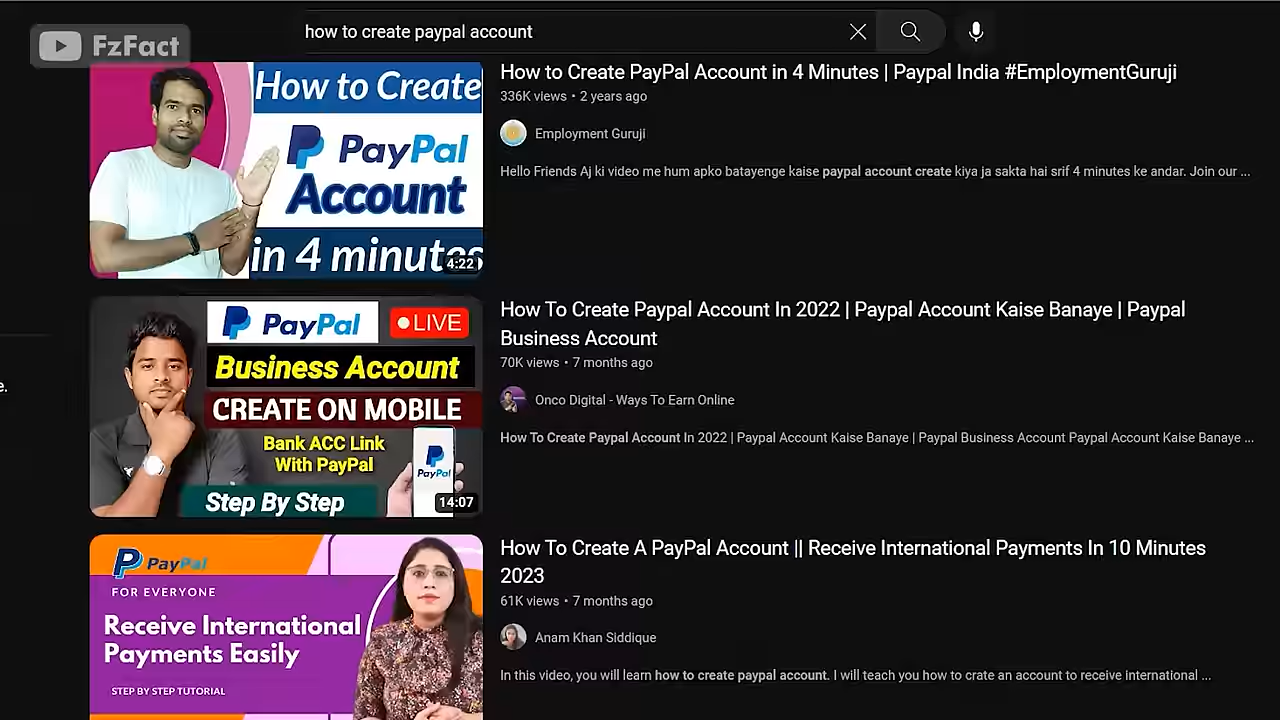 FzFact
how to create paypal account
How to Create
PayPal
Account
in 4 minutes
4:22
How to Create PayPal Account in 4 Minutes | Paypal India #EmploymentGuruji
336K views • 2 years ago
Employment Guruji
Hello Friends Aj ki video me hum apko batayenge kaise paypal account create kiya ja sakta hai srif 4 minutes ke andar. Join our ...
PayPal
LIVE
Business Account
CREATE ON MOBILE
Bank ACC Link
With PayPal
PayPal
Step By Step
14:07
How To Create Paypal Account In 2022 | Paypal Account Kaise Banaye | Paypal
Business Account
70K views • 7 months ago
Onco Digital - Ways To Earn Online
How To Create Paypal Account In 2022 | Paypal Account Kaise Banaye | Paypal Business Account Paypal Account Kaise Banaye ...
e.
PayPal
FOR EVERYONE
Receive International
Payments Easily
STEP BY STEP TUTORIAL
How To Create A PayPal Account || Receive International Payments In 10 Minutes
2023
61K views • 7 months ago
Anam Khan Siddique
In this video, you will learn how to create paypal account. I will teach you how to crate an account to receive International ...